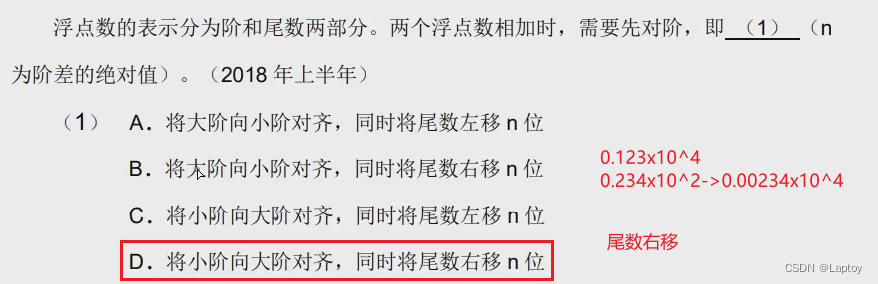 浮点数的表示分为阶和尾数两部分。两个浮点数相加时，需要先对阶，即 （1） （n
为阶差的绝对值）。（2018 年上半年）
（1） A．将大阶向小阶对齐，同时将尾数左移 n 位
B．将大阶向小阶对齐，同时将尾数右移 n 位
C．将小阶向大阶对齐，同时将尾数左移 n 位
D．将小阶向大阶对齐，同时将尾数右移 n 位
0.123x10^4
0.234x10^2->0.00234x10^4
尾数右移
CSDN @Laptoy